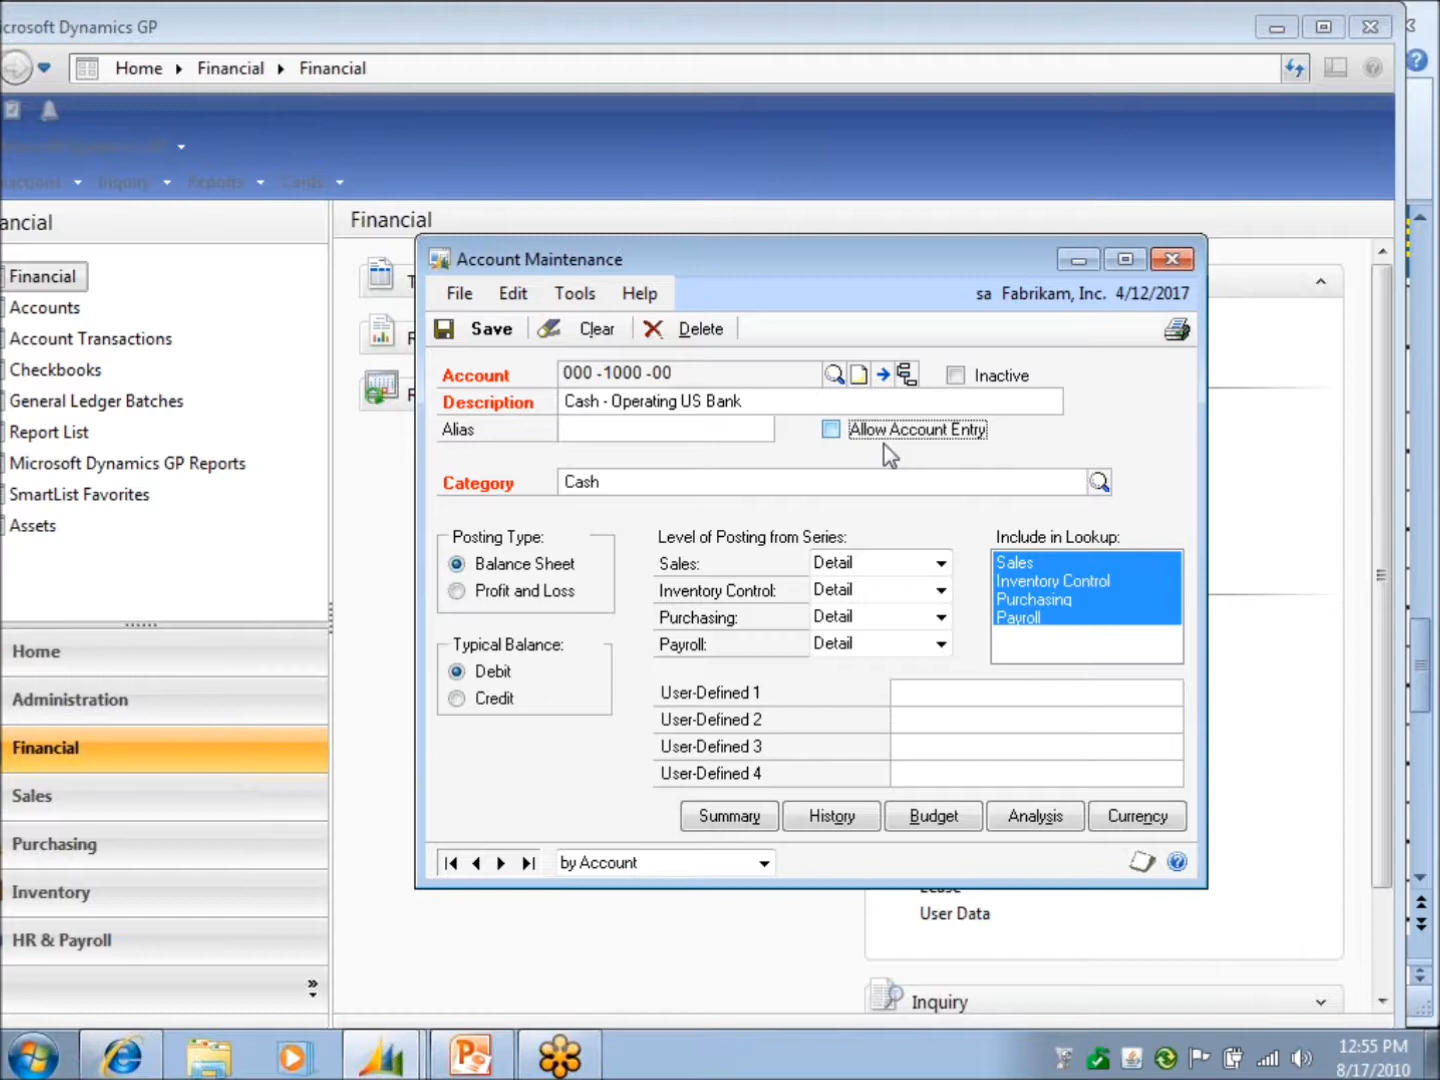 icrosoft Dynamics GP
Home
Financial
Financial
Inquiry
Reports
Cards
ancial
Financial
Accounts
Account Transactions
Checkbooks
General Ledger Batches
Report List
Microsoft Dynamics GP Reports
SmartList Favorites
Assets
Home
Administration
Financial
Sales
Purchasing
Inventory
HR & Payroll
»
Financial
Account Maintenance
File Edit Tools Help
sa Fabrikam, Inc. 4/12/2017
Save Clear Delete
Account 000 -1000 -00 Inactive
Description Cash - Operating US Bank
Alias Allow Account Entry
Category Cash
Posting Type:
Balance Sheet
Profit and Loss
Typical Balance:
Debit
Credit
Level of Posting from Series:
Sales: Detail
Inventory Control: Detail
Purchasing: Detail
Payroll: Detail
Include in Lookup:
Sales
Inventory Control
Purchasing
Payroll
User-Defined 1
User-Defined 2
User-Defined 3
User-Defined 4
Summary History Budget Analysis Currency
by Account
User Data
Inquiry
12:55 PM
8/17/2010